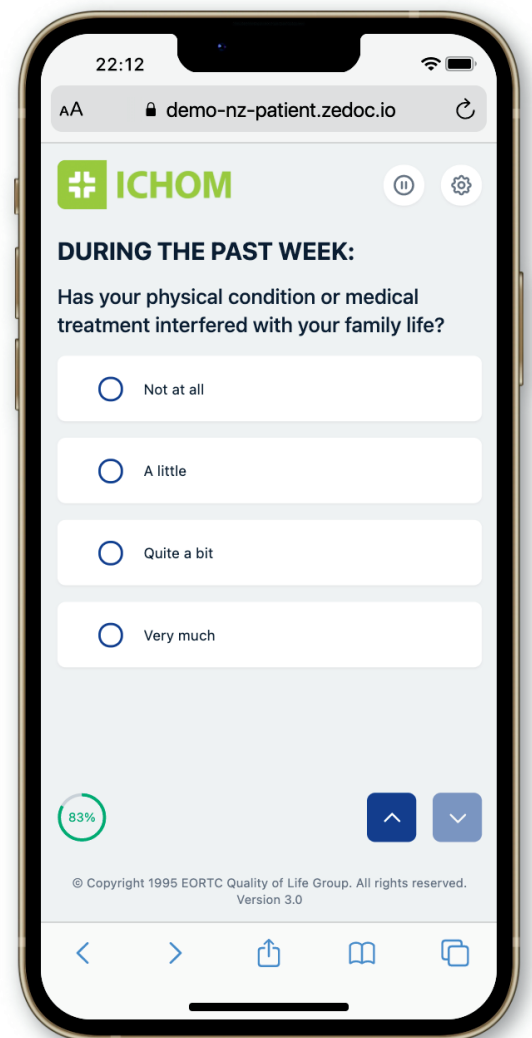 22:12
AA demo-nz-patient.zedoc.io
ICHOM
DURING THE PAST WEEK:
Has your physical condition or medical
treatment interfered with your family life?
Not at all
A little
Quite a bit
Very much
83%
© Copyright 1995 EORTC Quality of Life Group. All rights reserved.
Version 3.0